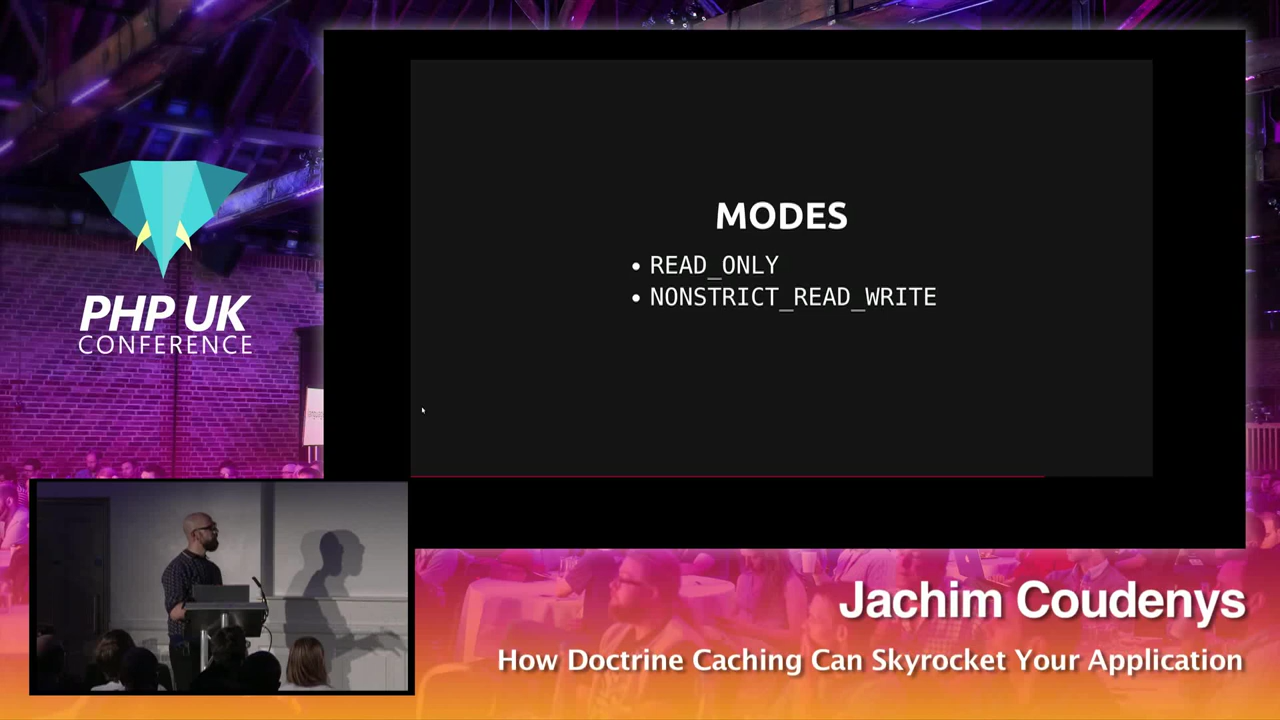 MODES
• READ_ONLY
• NONSTRICT_READ_WRITE
PHP UK
CONFERENCE
Jachim Coudenys
How Doctrine Caching Can Skyrocket Your Application